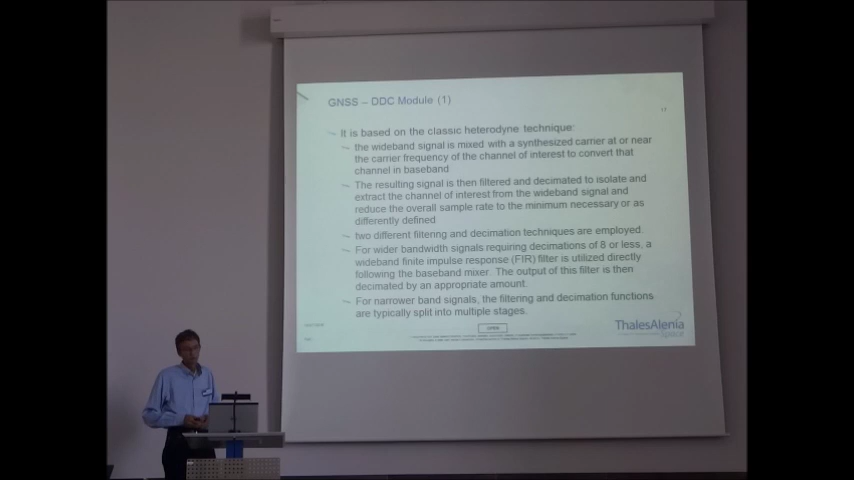 GNSS – DDC Module (1)
It is based on the classic heterodyne technique:
the wideband signal is mixed with a synthesized carrier at or near
the carrier frequency of the channel of interest to convert that
channel in baseband
The resulting signal is then filtered and decimated to isolate and
extract the channel of interest from the wideband signal and
reduce the overall sample rate to the minimum necessary or as
differently defined
two different filtering and decimation techniques are employed.
For wider bandwidth signals requiring decimations of 8 or less, a
wideband finite impulse response (FIR) filter is utilized directly
following the baseband mixer. The output of this filter is then
decimated by an appropriate amount.
For narrower band signals, the filtering and decimation functions
are typically split into multiple stages.
OPEN
ThalesAlenia
Space